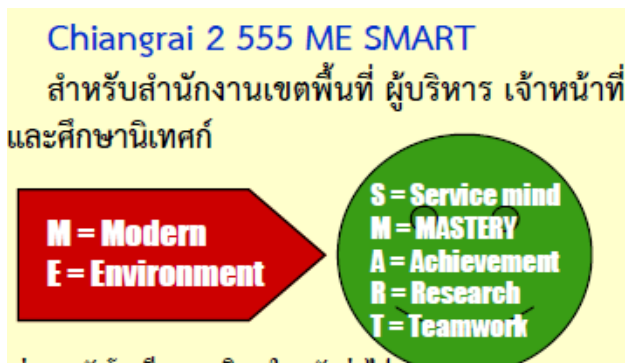 Chiangrai 2 555 ME SMART
สำหรับสำนักงานเขตพื้นที่ ผู้บริหาร เจ้าหน้าที่
และศึกษานิเทศก์
M = Modern
E = Environment
S = Service mind
M = MASTERY
A = Achievement
R = Research
T = Teamwork